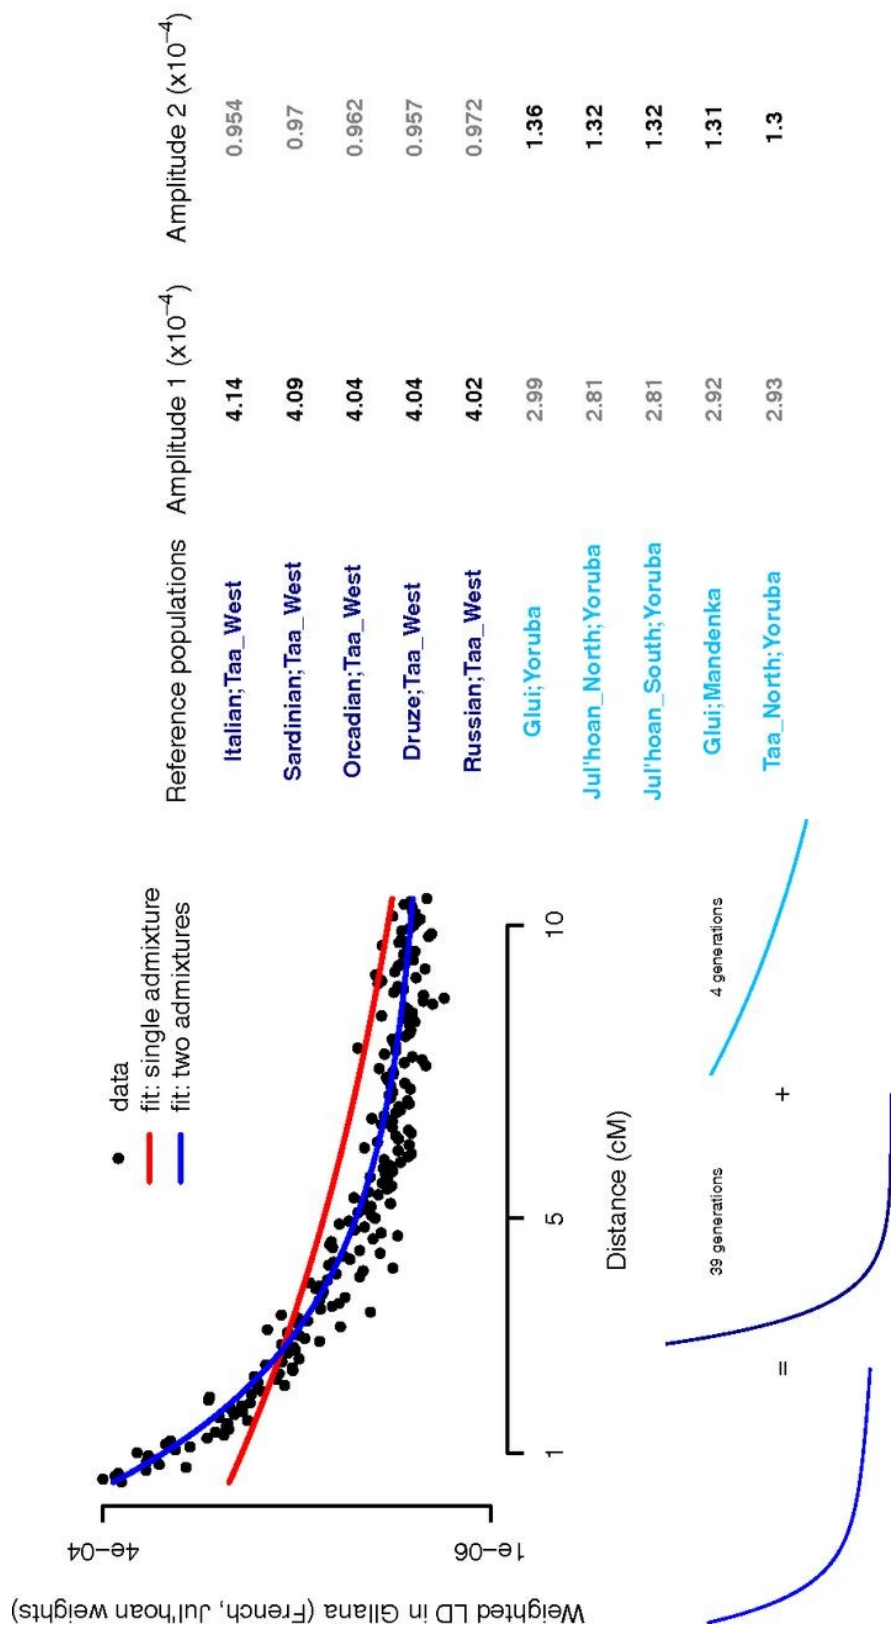 Weighted LD in GIIana (French, Jul'hoan weights)
4e−04
1e−06
data
fit: single admixture
fit: two admixtures
1
5
10
Distance (cM)
39 generations
4 generations
=
+
Reference populations Amplitude 1 (x10−4) Amplitude 2 (x10−4)
Italian;Taa_West 4.14 0.954
Sardinian;Taa_West 4.09 0.97
Orcadian;Taa_West 4.04 0.962
Druze;Taa_West 4.04 0.957
Russian;Taa_West 4.02 0.972
GIui;Yoruba 2.99 1.36
Jul'hoan_North;Yoruba 2.81 1.32
Jul'hoan_South;Yoruba 2.81 1.32
GIui;Mandenka 2.92 1.31
Taa_North;Yoruba 2.93 1.3